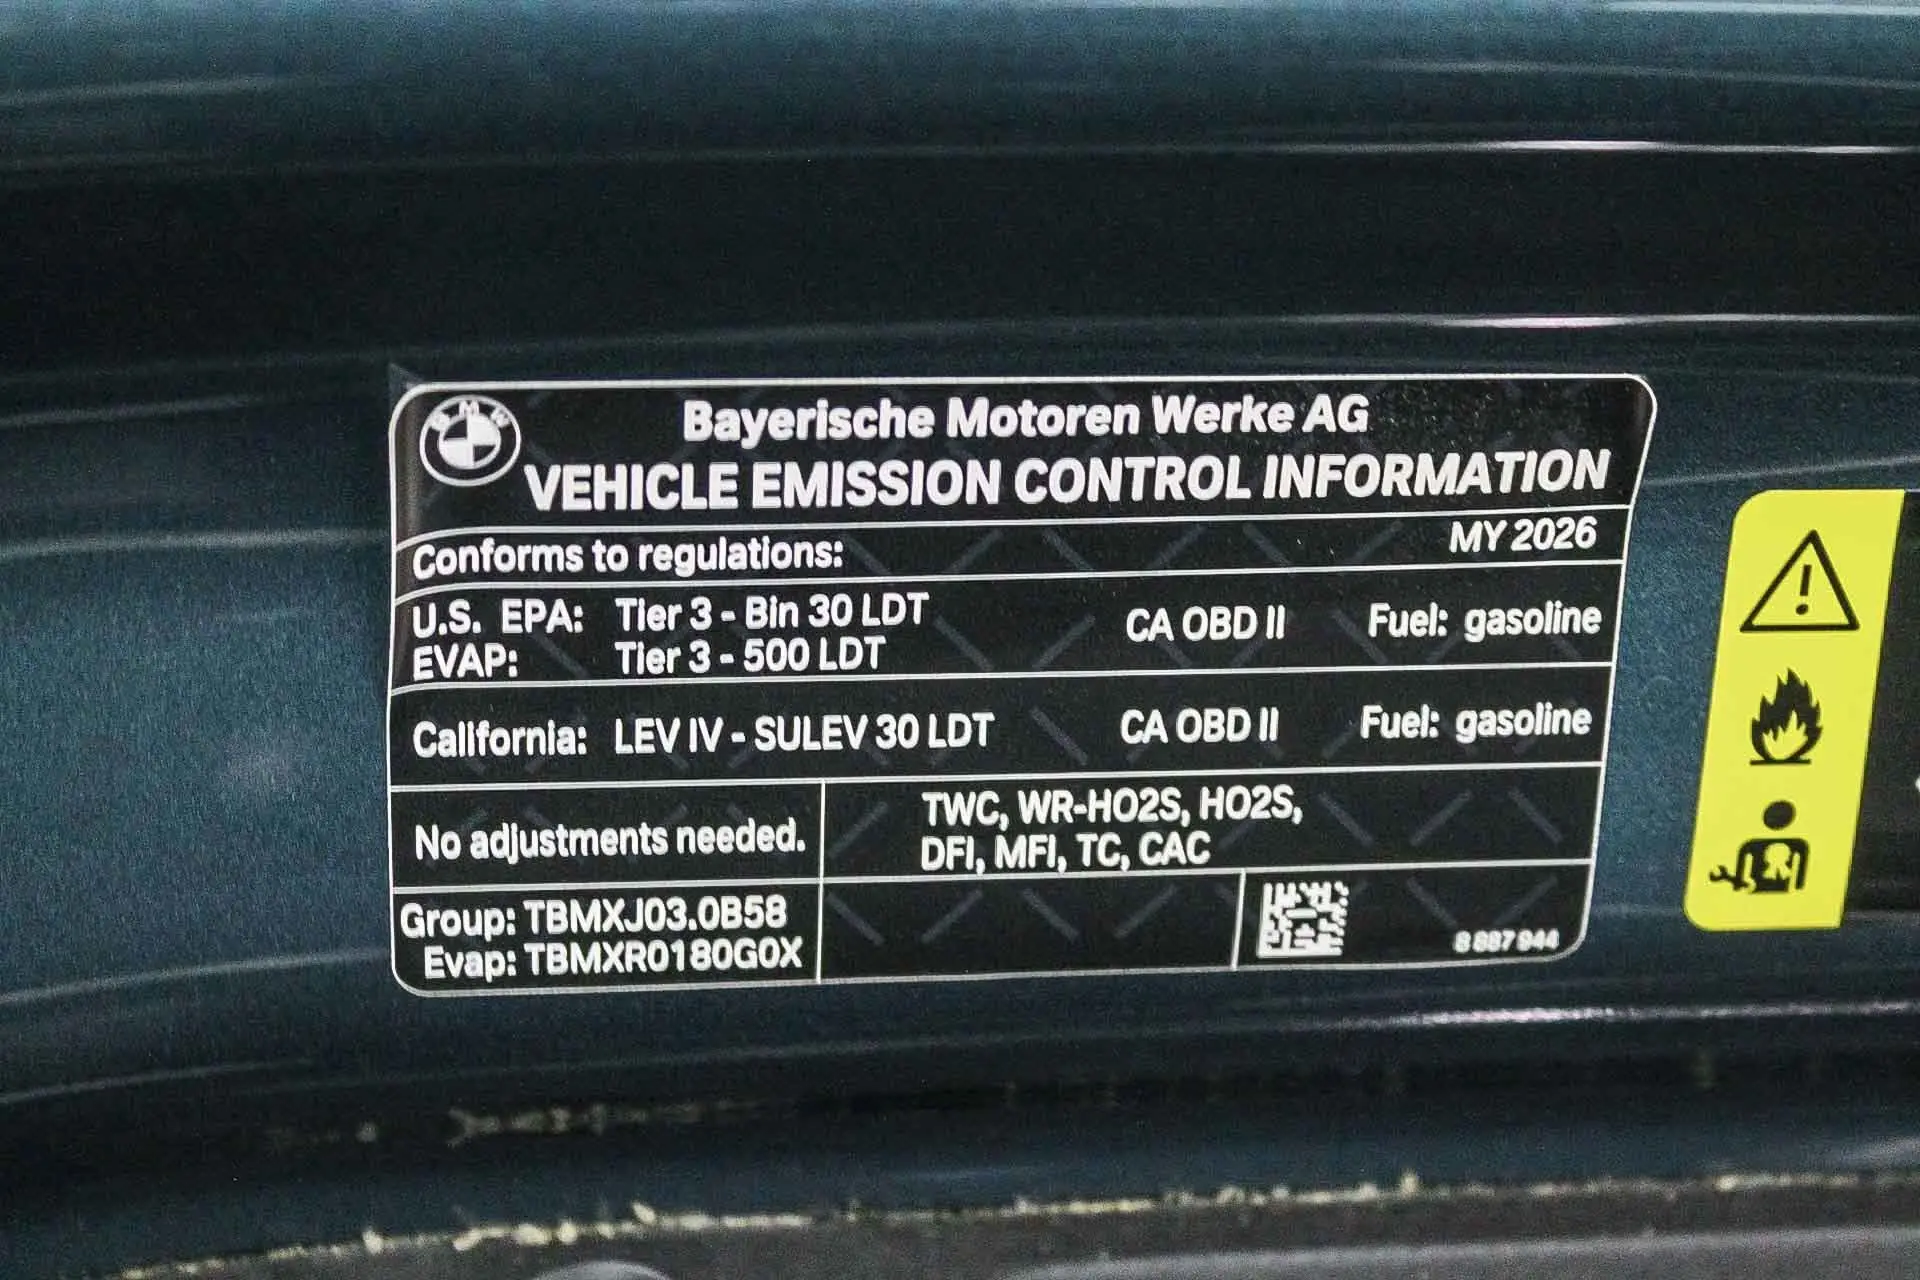 BMW
Bayerische Motoren Werke AG
VEHICLE EMISSION CONTROL INFORMATION
Conforms to regulations: MY 2026
U.S. EPA: Tier 3 - Bin 30 LDT CA OBD II Fuel: gasoline
EVAP: Tier 3 - 500 LDT
California: LEV IV - SULEV 30 LDT CA OBD II Fuel: gasoline
No adjustments needed.
TWC, WR-HO2S, HO2S,
DFI, MFI, TC, CAC
Group: TBMXJ03.0B58
Evap: TBMXR0180G0X
8 887 944